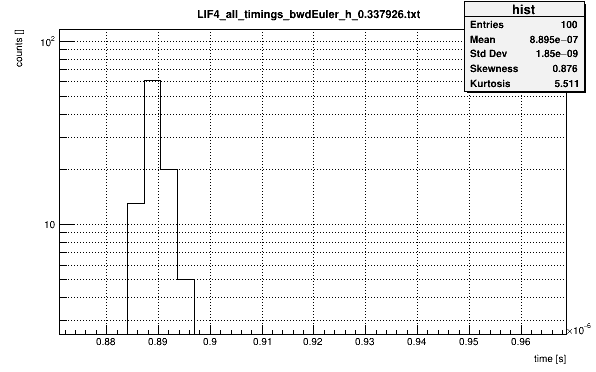 LIF4_all_timings_bwdEuler_h_0.337926.txt
hist
Entries 100
Mean 8.895e−07
Std Dev 1.85e−09
Skewness 0.876
Kurtosis 5.511
counts []
10²
10
0.88 0.89 0.9 0.91 0.92 0.93 0.94 0.95 0.96
×10⁻⁶
time [s]